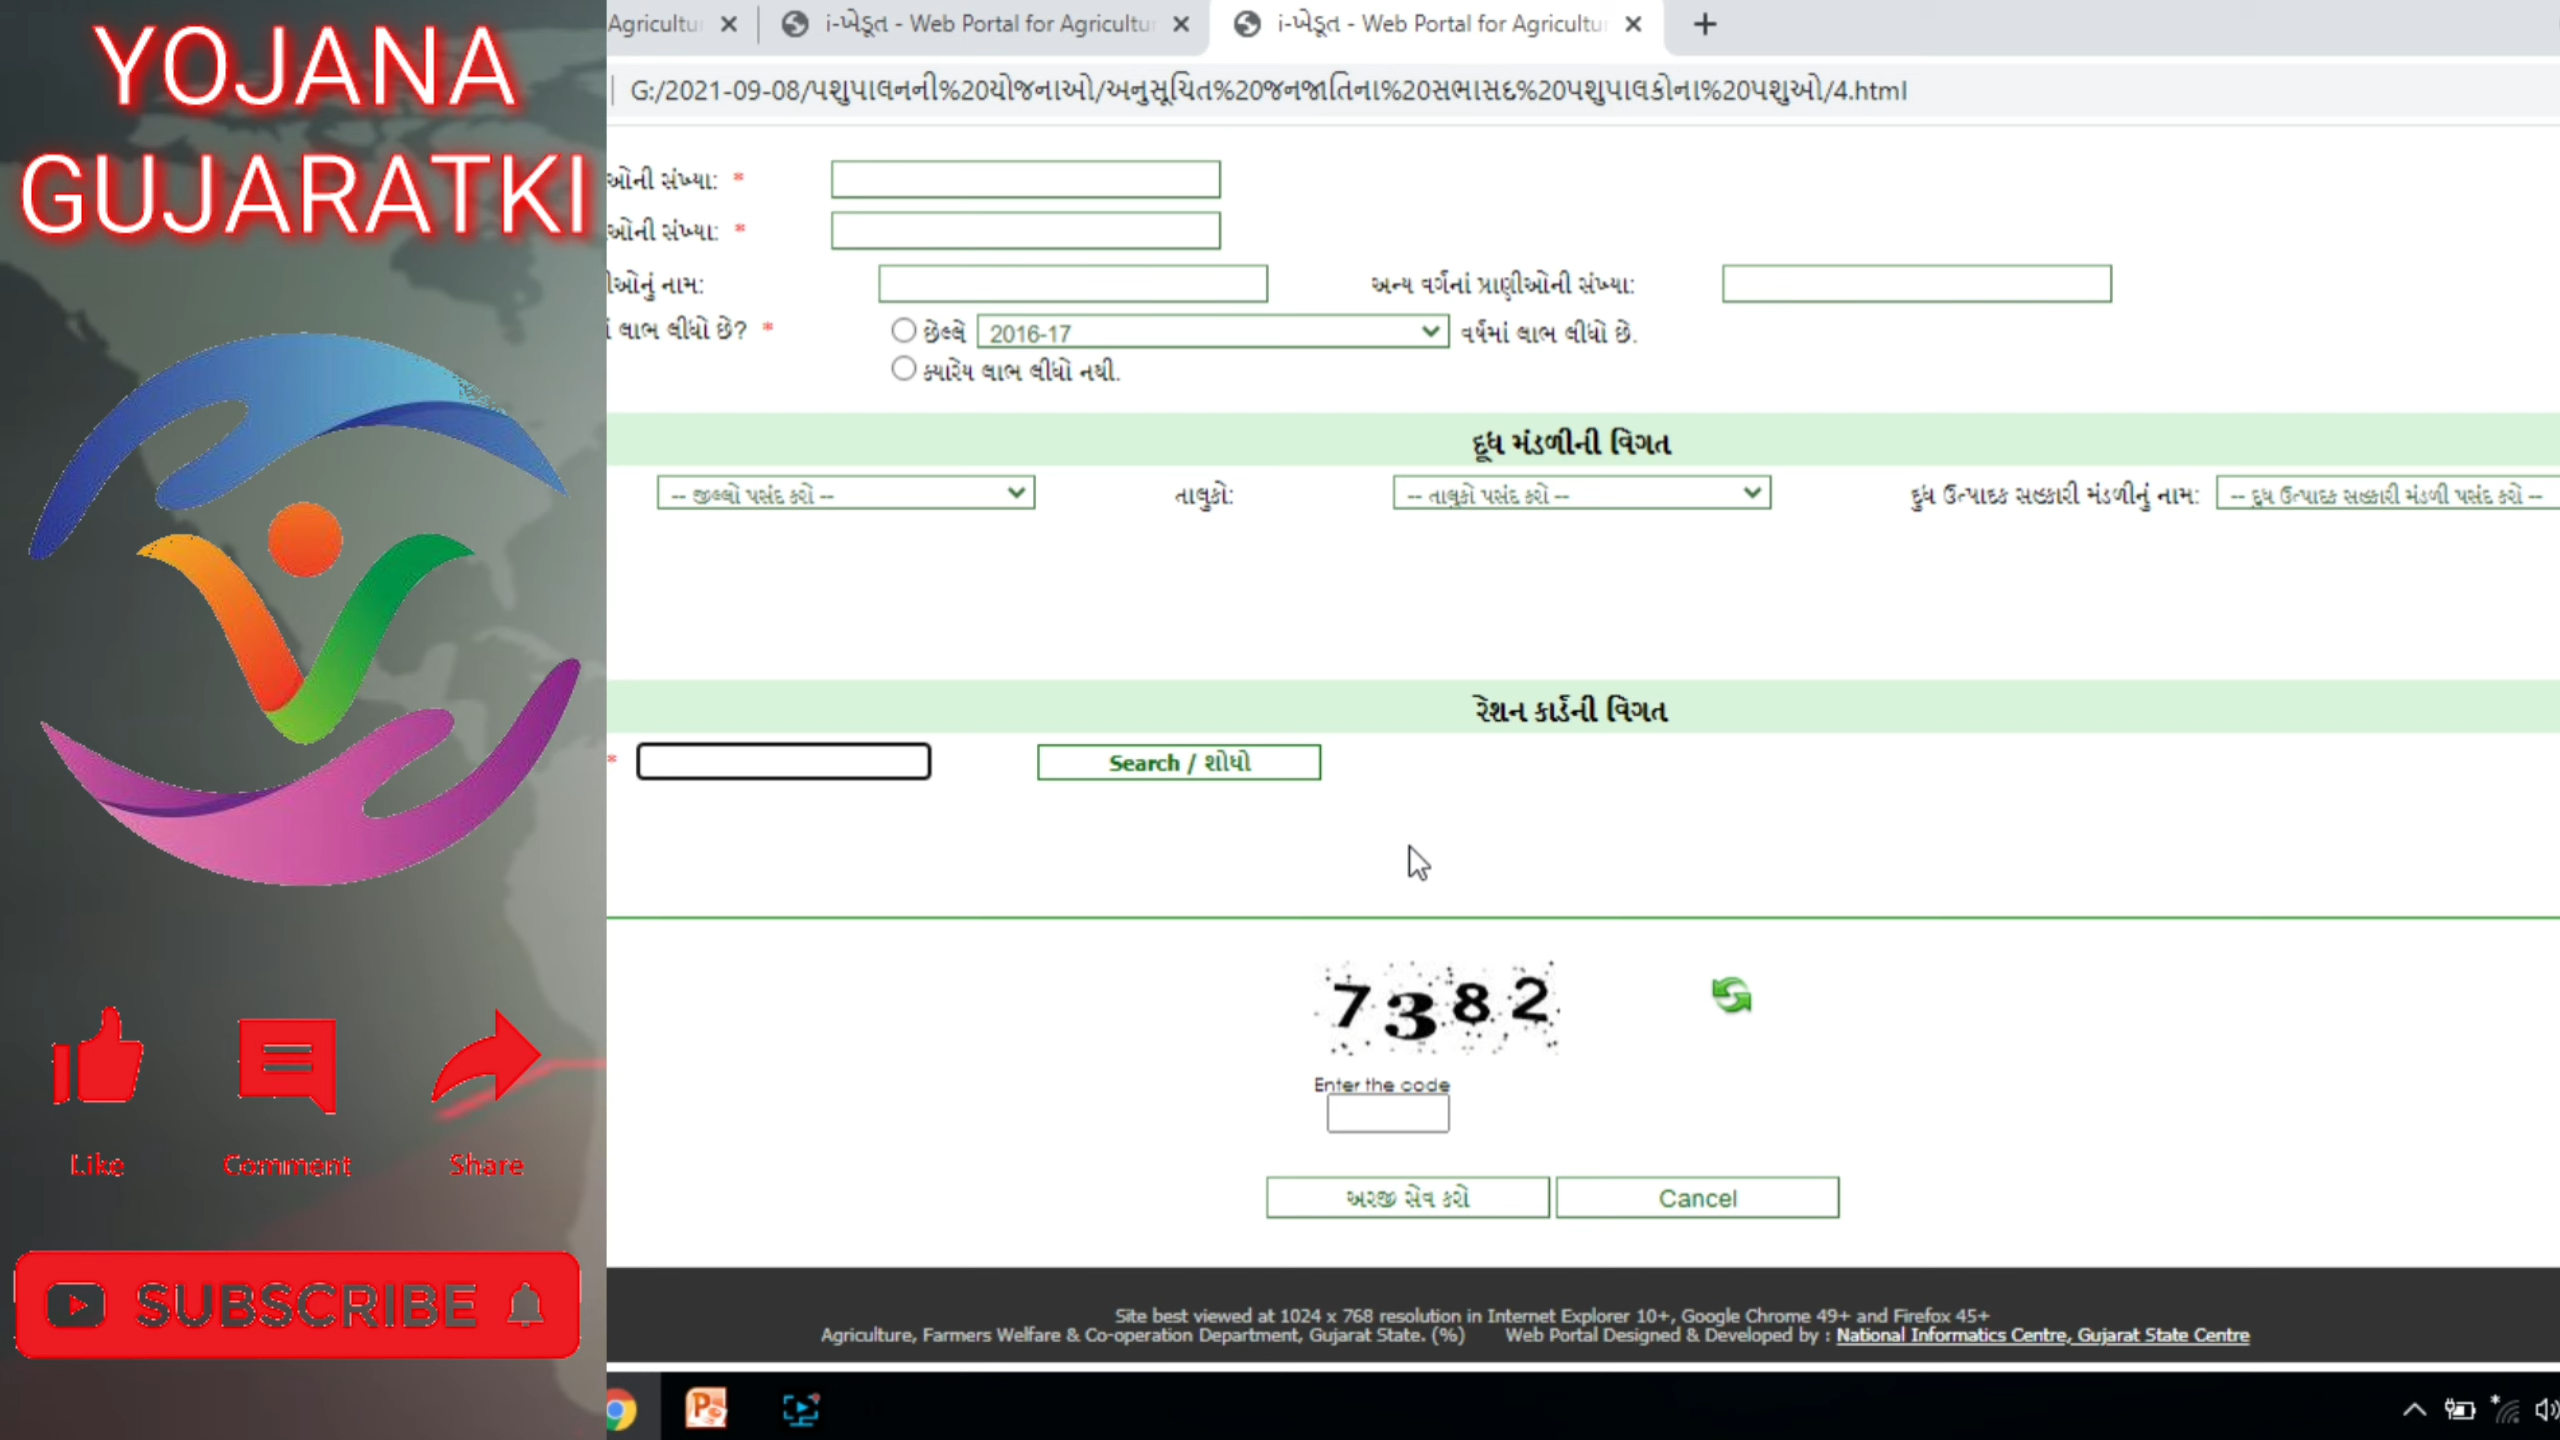 YOJANA
GUJARATKI
Like
Comment
Share
SUBSCRIBE
Agricultur
i-ખેડૂત - Web Portal for Agricultur
i-ખેડૂત - Web Portal for Agricultur
G:/2021-09-08/પશુપાલનની%20યોજનાઓ/અનુસૂચિત%20જનજાતિના%20સભાસદ%20પશુપાલકોના%20પશુઓ/4.html
ઓની સંખ્યા: *
ઓની સંખ્યા: *
ીઓનું નામ:
અન્ય વર્ગનાં પ્રાણીઓની સંખ્યા:
ં લાભ લીધો છે? *
છેલ્લે 2016-17 વર્ષમાં લાભ લીધો છે.
ક્યારેય લાભ લીધો નથી.
દૂધ મંડળીની વિગત
-- જીલ્લો પસંદ કરો -- તાલુકો: -- તાલુકો પસંદ કરો -- દુધ ઉત્પાદક સહકારી મંડળીનું નામ: -- દુધ ઉત્પાદક સહકારી મંડળી પસંદ કરો --
રેશન કાર્ડની વિગત
* Search / શોધો
7382
Enter the code
અરજી સેવ કરો Cancel
Site best viewed at 1024 x 768 resolution in Internet Explorer 10+, Google Chrome 49+ and Firefox 45+
Agriculture, Farmers Welfare & Co-operation Department, Gujarat State. (%) Web Portal Designed & Developed by : National Informatics Centre, Gujarat State Centre